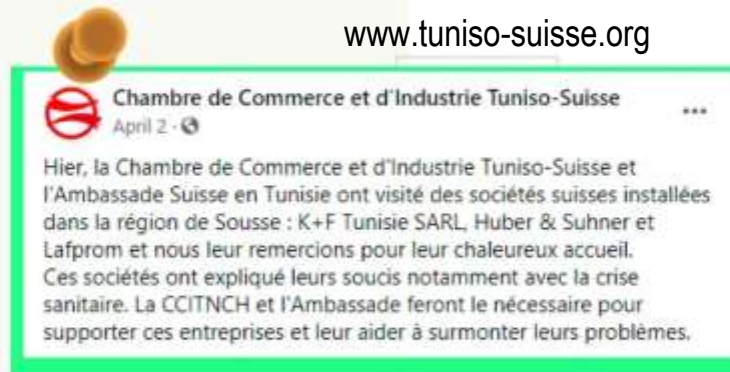 www.tuniso-suisse.org
Chambre de Commerce et d'Industrie Tuniso-Suisse
April 2 ·
Hier, la Chambre de Commerce et d'Industrie Tuniso-Suisse et
l'Ambassade Suisse en Tunisie ont visité des sociétés suisses installées
dans la région de Sousse : K+F Tunisie SARL, Huber & Suhner et
Lafprom et nous leur remercions pour leur chaleureux accueil.
Ces sociétés ont expliqué leurs soucis notamment avec la crise
sanitaire. La CCITNCH et l'Ambassade feront le nécessaire pour
supporter ces entreprises et leur aider à surmonter leurs problèmes.